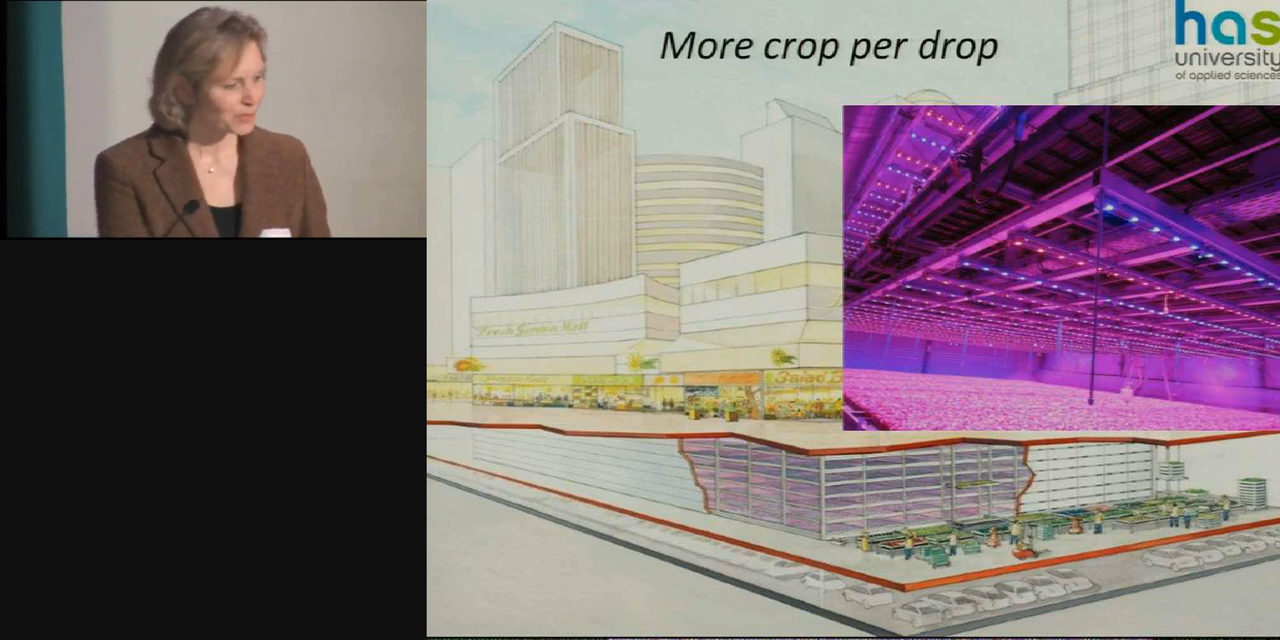 More crop per drop
has
university
of applied sciences
Fresh Garden Mall